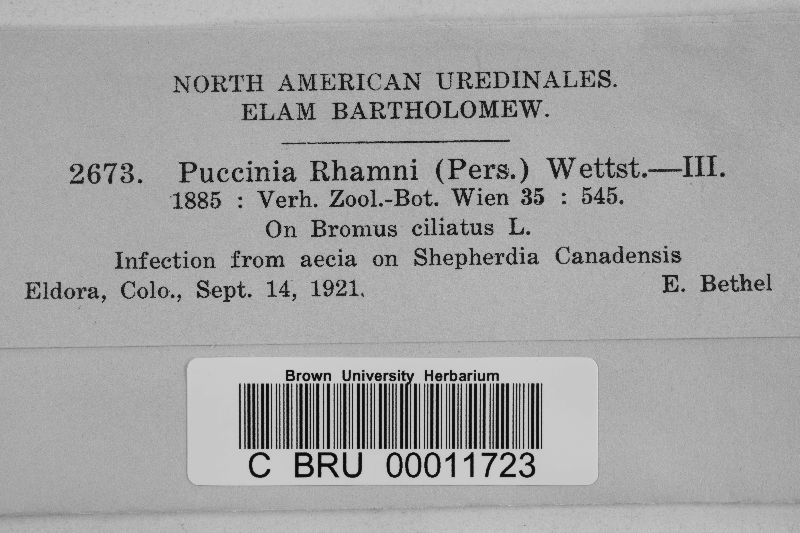 NORTH AMERICAN UREDINALES.
ELAM BARTHOLOMEW.
2673. Puccinia Rhamni (Pers.) Wettst.—III.
1885 : Verh. Zool.-Bot. Wien 35 : 545.
On Bromus ciliatus L.
Infection from aecia on Shepherdia Canadensis
Eldora, Colo., Sept. 14, 1921. E. Bethel
Brown University Herbarium
C BRU 00011723